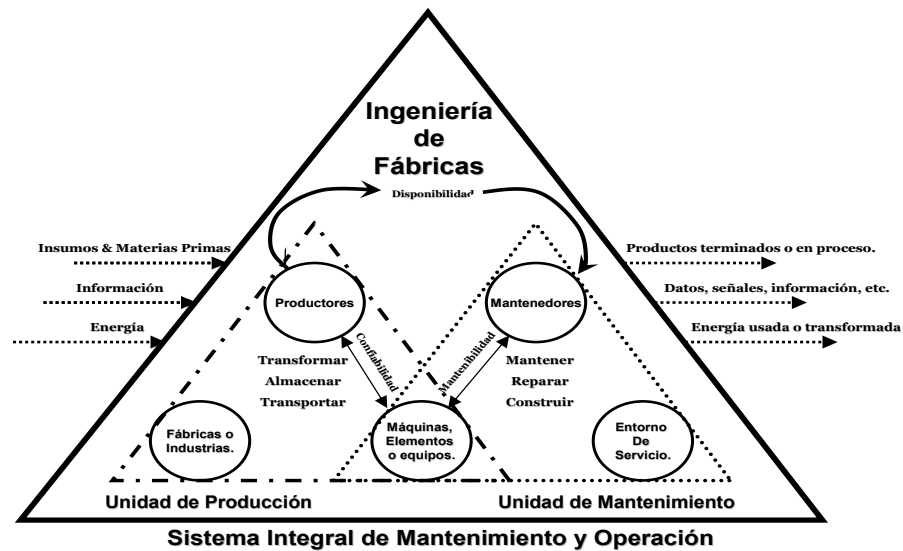 Ingeniería
de
Fábricas
Disponibilidad
Insumos & Materias Primas
Información
Energía
Productos terminados o en proceso.
Datos, señales, información, etc.
Energía usada o transformada
Productores
Mantenedores
Confiabilidad
Mantenibilidad
Transformar
Almacenar
Transportar
Mantener
Reparar
Construir
Fábricas o
Industrias.
Máquinas,
Elementos
o equipos.
Entorno
De
Servicio.
Unidad de Producción
Unidad de Mantenimiento
Sistema Integral de Mantenimiento y Operación